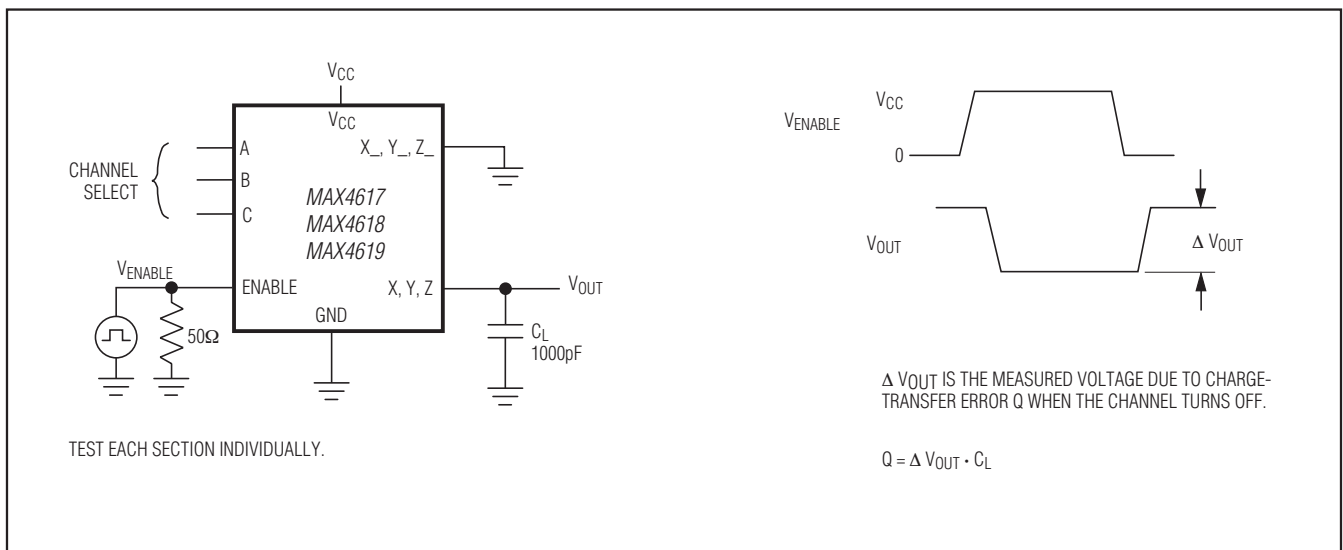 VCC
VCC
A
B
C
CHANNEL
SELECT
X_, Y_, Z_
MAX4617
MAX4618
MAX4619
VENABLE
ENABLE
X, Y, Z
VOUT
GND
50Ω
CL
1000pF
TEST EACH SECTION INDIVIDUALLY.
VENABLE
VCC
0
VOUT
Δ VOUT
Δ VOUT IS THE MEASURED VOLTAGE DUE TO CHARGE-
TRANSFER ERROR Q WHEN THE CHANNEL TURNS OFF.
Q = Δ VOUT · CL